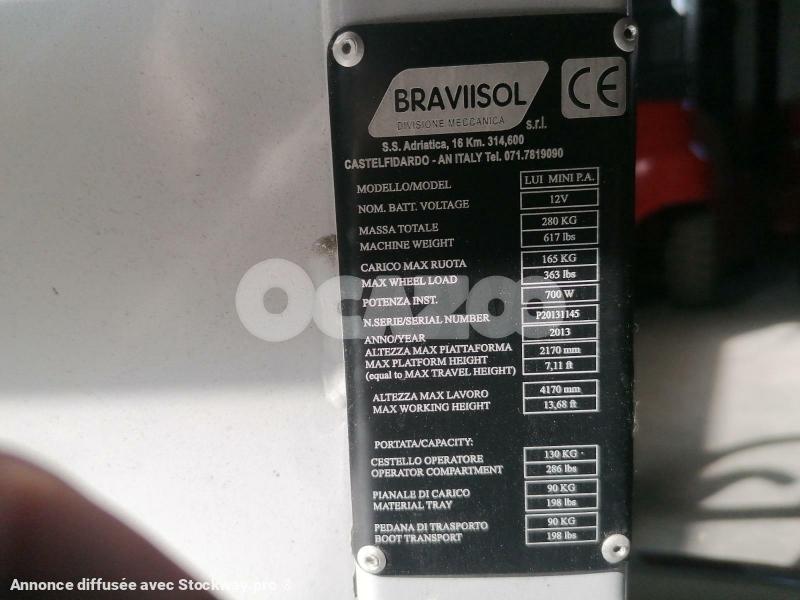 BRAVIISOL
DIVISIONE MECCANICA
s.r.l.
CE
S.S. Adriatica, 16 Km. 314,600
CASTELFIDARDO - AN ITALY Tel. 071.7819090
MODELLO/MODEL LUI MINI P.A.
NOM. BATT. VOLTAGE 12V
MASSA TOTALE 280 KG
MACHINE WEIGHT 617 lbs
CARICO MAX RUOTA 165 KG
MAX WHEEL LOAD 363 lbs
POTENZA INST. 700 W
N.SERIE/SERIAL NUMBER P20131145
ANNO/YEAR 2013
ALTEZZA MAX PIATTAFORMA 2170 mm
MAX PLATFORM HEIGHT 7,11 ft
(equal to MAX TRAVEL HEIGHT)
ALTEZZA MAX LAVORO 4170 mm
MAX WORKING HEIGHT 13,68 ft
PORTATA/CAPACITY:
CESTELLO OPERATORE 130 KG
OPERATOR COMPARTMENT 286 lbs
PIANALE DI CARICO 90 KG
MATERIAL TRAY 198 lbs
PEDANA DI TRASPORTO 90 KG
BOOT TRANSPORT 198 lbs
OCAZOO
Annonce diffusée avec Stockway.pro